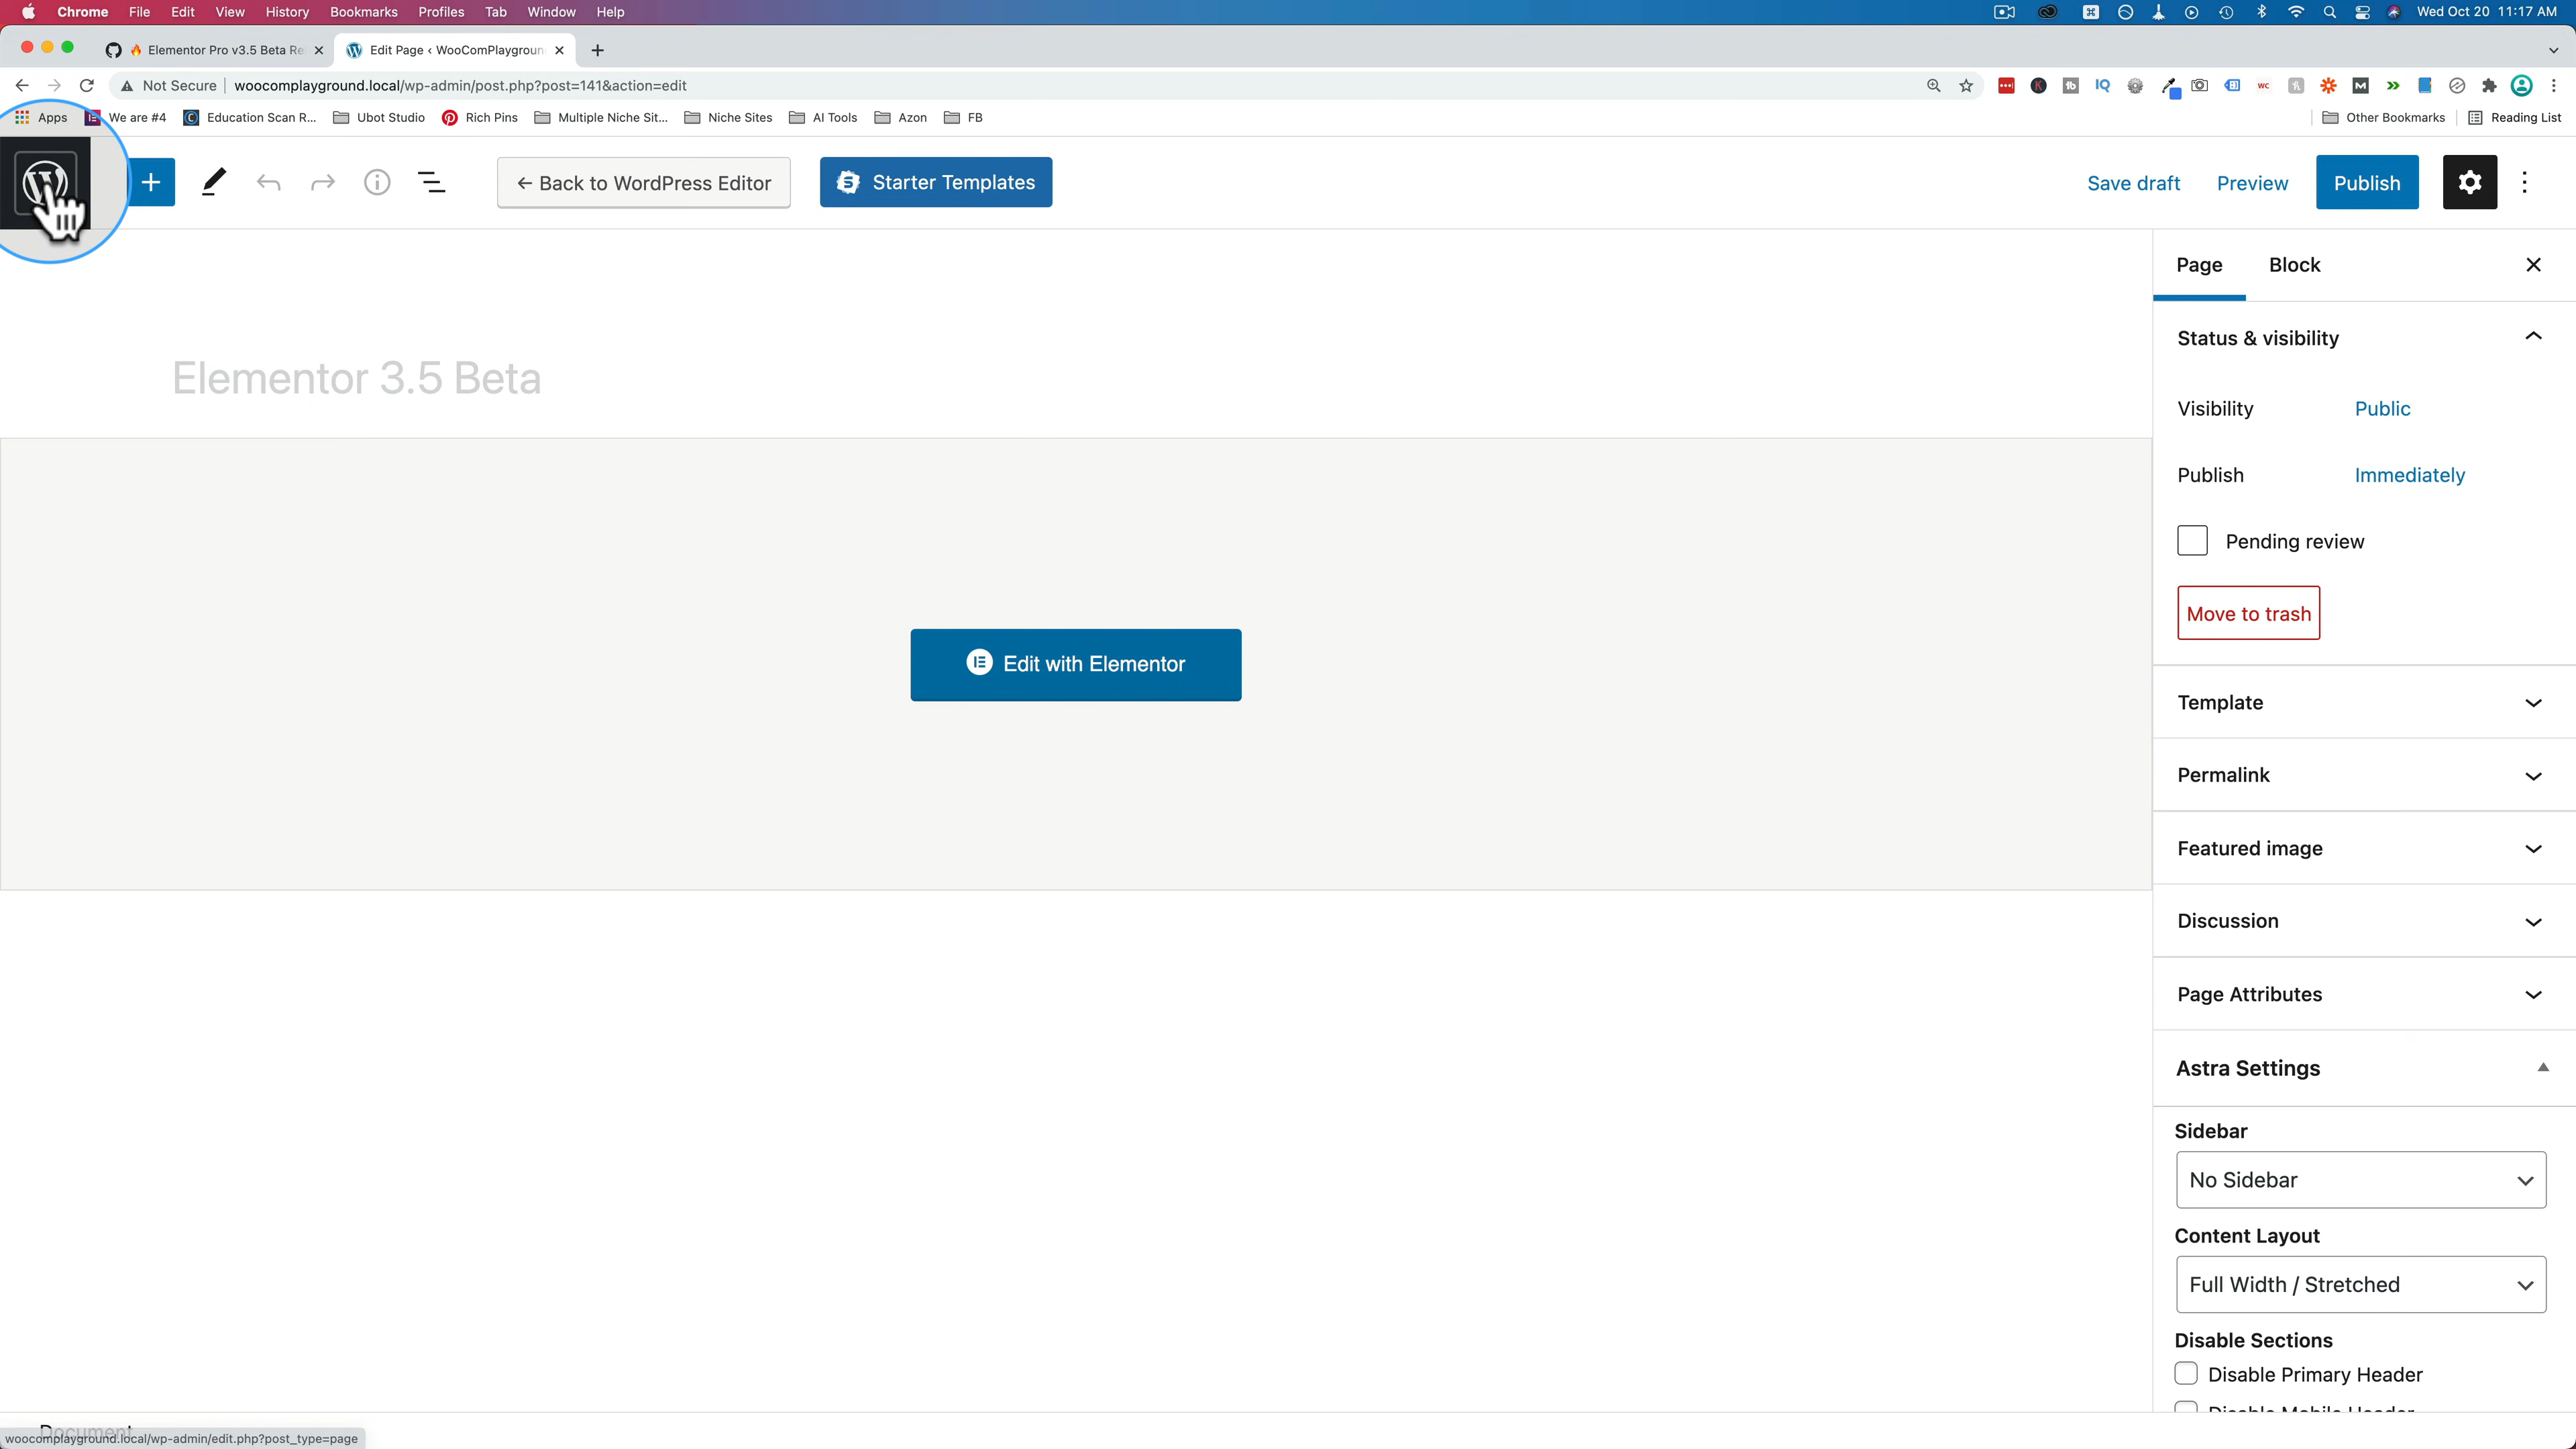 Chrome File Edit View History Bookmarks Profiles Tab Window Help Wed Oct 20 11:17 AM
Elementor Pro v3.5 Beta Re Edit Page ‹ WooComPlaygroun
Not Secure woocomplayground.local/wp-admin/post.php?post=141&action=edit
Apps We are #4 Education Scan R... Ubot Studio Rich Pins Multiple Niche Sit... Niche Sites AI Tools Azon FB Other Bookmarks Reading List
← Back to WordPress Editor Starter Templates Save draft Preview Publish
Page Block
Status & visibility
Elementor 3.5 Beta
Visibility Public
Publish Immediately
Pending review
Move to trash
Edit with Elementor
Template
Permalink
Featured image
Discussion
Page Attributes
Astra Settings
Sidebar
No Sidebar
Content Layout
Full Width / Stretched
Disable Sections
Disable Primary Header
Disable Mobile Header
Document
woocomplayground.local/wp-admin/edit.php?post_type=page